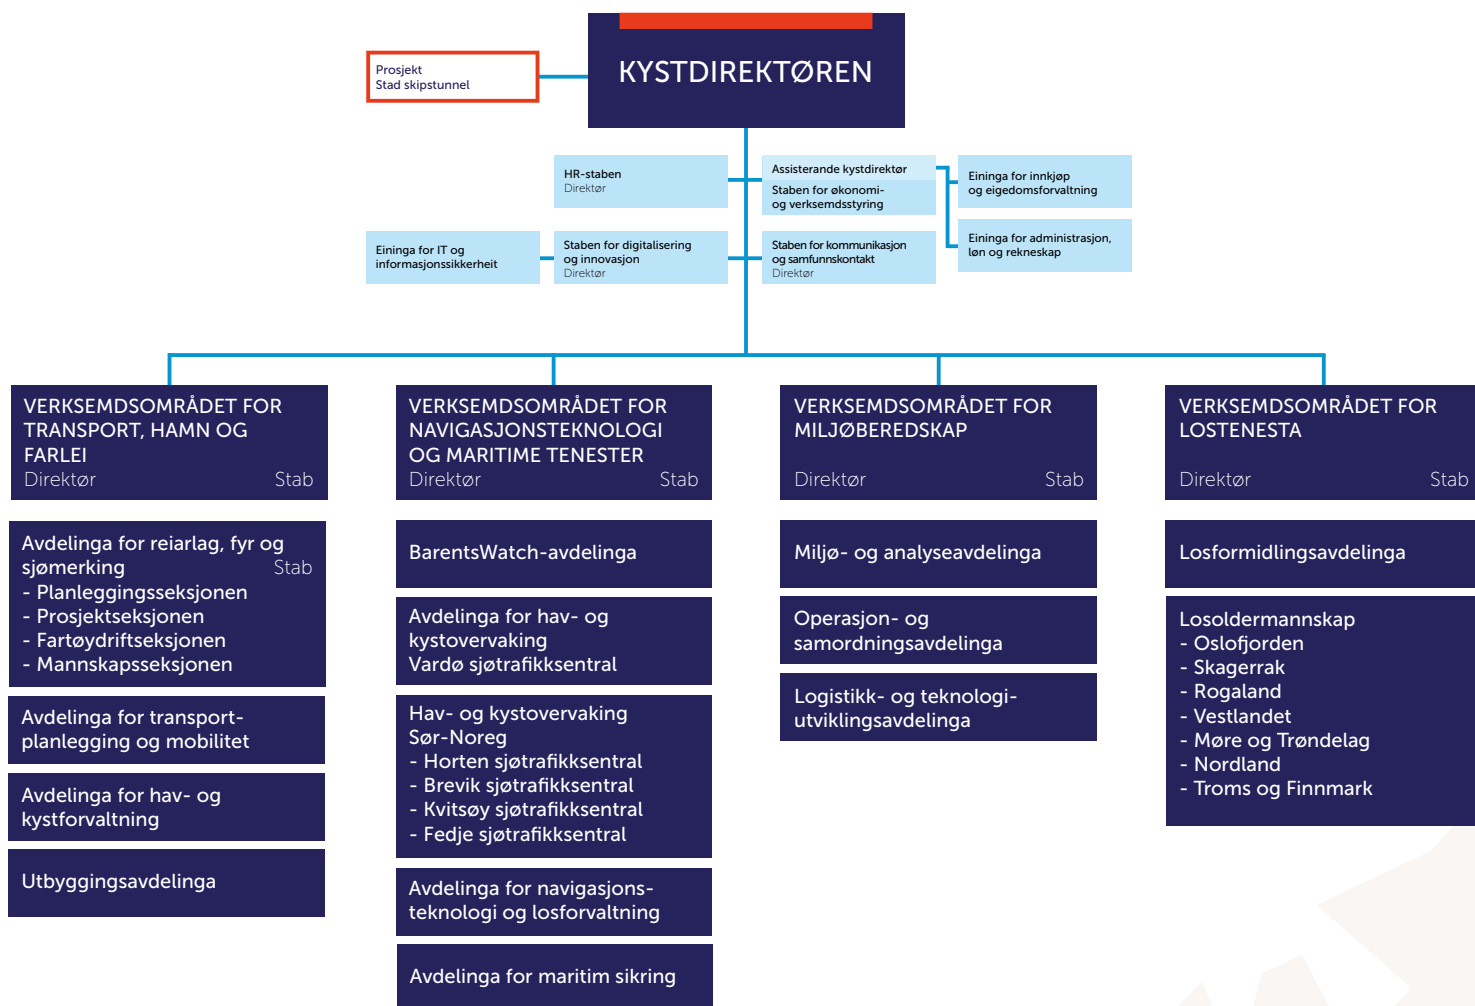 KYSTDIREKTØREN
Prosjekt
Stad skipstunnel
HR-staben
Direktør
Assisterande kystdirektør
Staben for økonomi-
og verksemdsstyring
Eininga for innkjøp
og eigedomsforvaltning
Eininga for administrasjon,
løn og rekneskap
Eininga for IT og
informasjonssikkerheit
Staben for digitalisering
og innovasjon
Direktør
Staben for kommunikasjon
og samfunnskontakt
Direktør
VERKSEMDSOMRÅDET FOR
TRANSPORT, HAMN OG
FARLEI
Direktør Stab
Avdelinga for reiarlag, fyr og
sjømerking Stab
- Planleggingsseksjonen
- Prosjektseksjonen
- Fartøydriftseksjonen
- Mannskapsseksjonen
Avdelinga for transport-
planlegging og mobilitet
Avdelinga for hav- og
kystforvaltning
Utbyggingsavdelinga
VERKSEMDSOMRÅDET FOR
NAVIGASJONSTEKNOLOGI
OG MARITIME TENESTER
Direktør Stab
BarentsWatch-avdelinga
Avdelinga for hav- og
kystovervaking
Vardø sjøtrafikksentral
Hav- og kystovervaking
Sør-Noreg
- Horten sjøtrafikksentral
- Brevik sjøtrafikksentral
- Kvitsøy sjøtrafikksentral
- Fedje sjøtrafikksentral
Avdelinga for navigasjons-
teknologi og losforvaltning
Avdelinga for maritim sikring
VERKSEMDSOMRÅDET FOR
MILJØBEREDSKAP
Direktør Stab
Miljø- og analyseavdelinga
Operasjon- og
samordningsavdelinga
Logistikk- og teknologi-
utviklingsavdelinga
VERKSEMDSOMRÅDET FOR
LOSTENESTA
Direktør Stab
Losformidlingsavdelinga
Losoldermannskap
- Oslofjorden
- Skagerrak
- Rogaland
- Vestlandet
- Møre og Trøndelag
- Nordland
- Troms og Finnmark